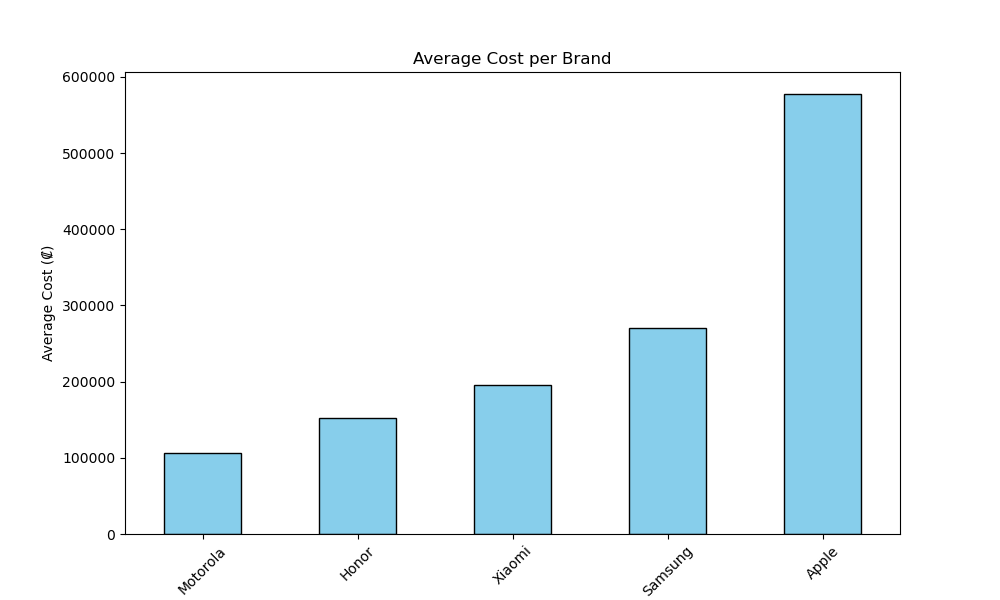 Average Cost per Brand
Average Cost (₡)
600000
500000
400000
300000
200000
100000
0
Motorola
Honor
Xiaomi
Samsung
Apple